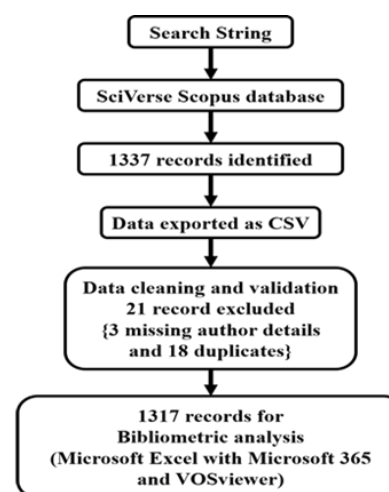 Search String
SciVerse Scopus database
1337 records identified
Data exported as CSV
Data cleaning and validation
21 record excluded
{3 missing author details
and 18 duplicates}
1317 records for
Bibliometric analysis
(Microsoft Excel with Microsoft 365
and VOSviewer)